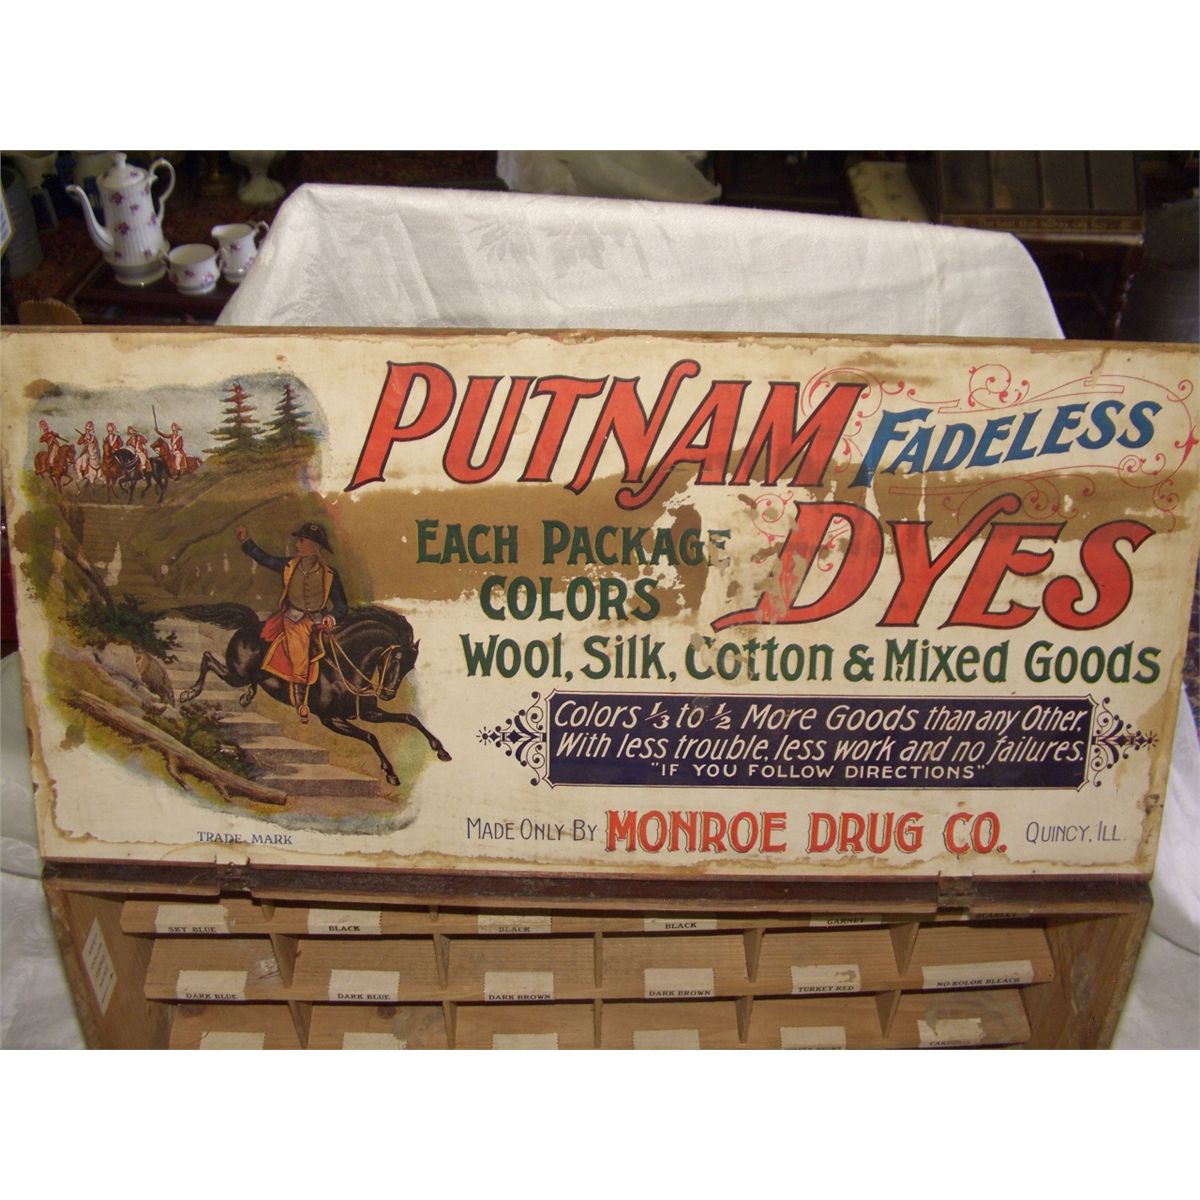 PUTNAM FADELESS
DYES
EACH PACKAGE
COLORS
WOOL, SILK, COTTON & MIXED GOODS
Colors 1/3 to 1/2 More Goods than any Other.
With less trouble, less work and no failures.
"IF YOU FOLLOW DIRECTIONS"
TRADE MARK
MADE ONLY BY MONROE DRUG CO. QUINCY, ILL.
SKY BLUE BLACK BLACK BLACK GARNET SCARLET
DARK BLUE DARK BLUE DARK BROWN DARK BROWN TURKEY RED NO-KOLOR BLEACH